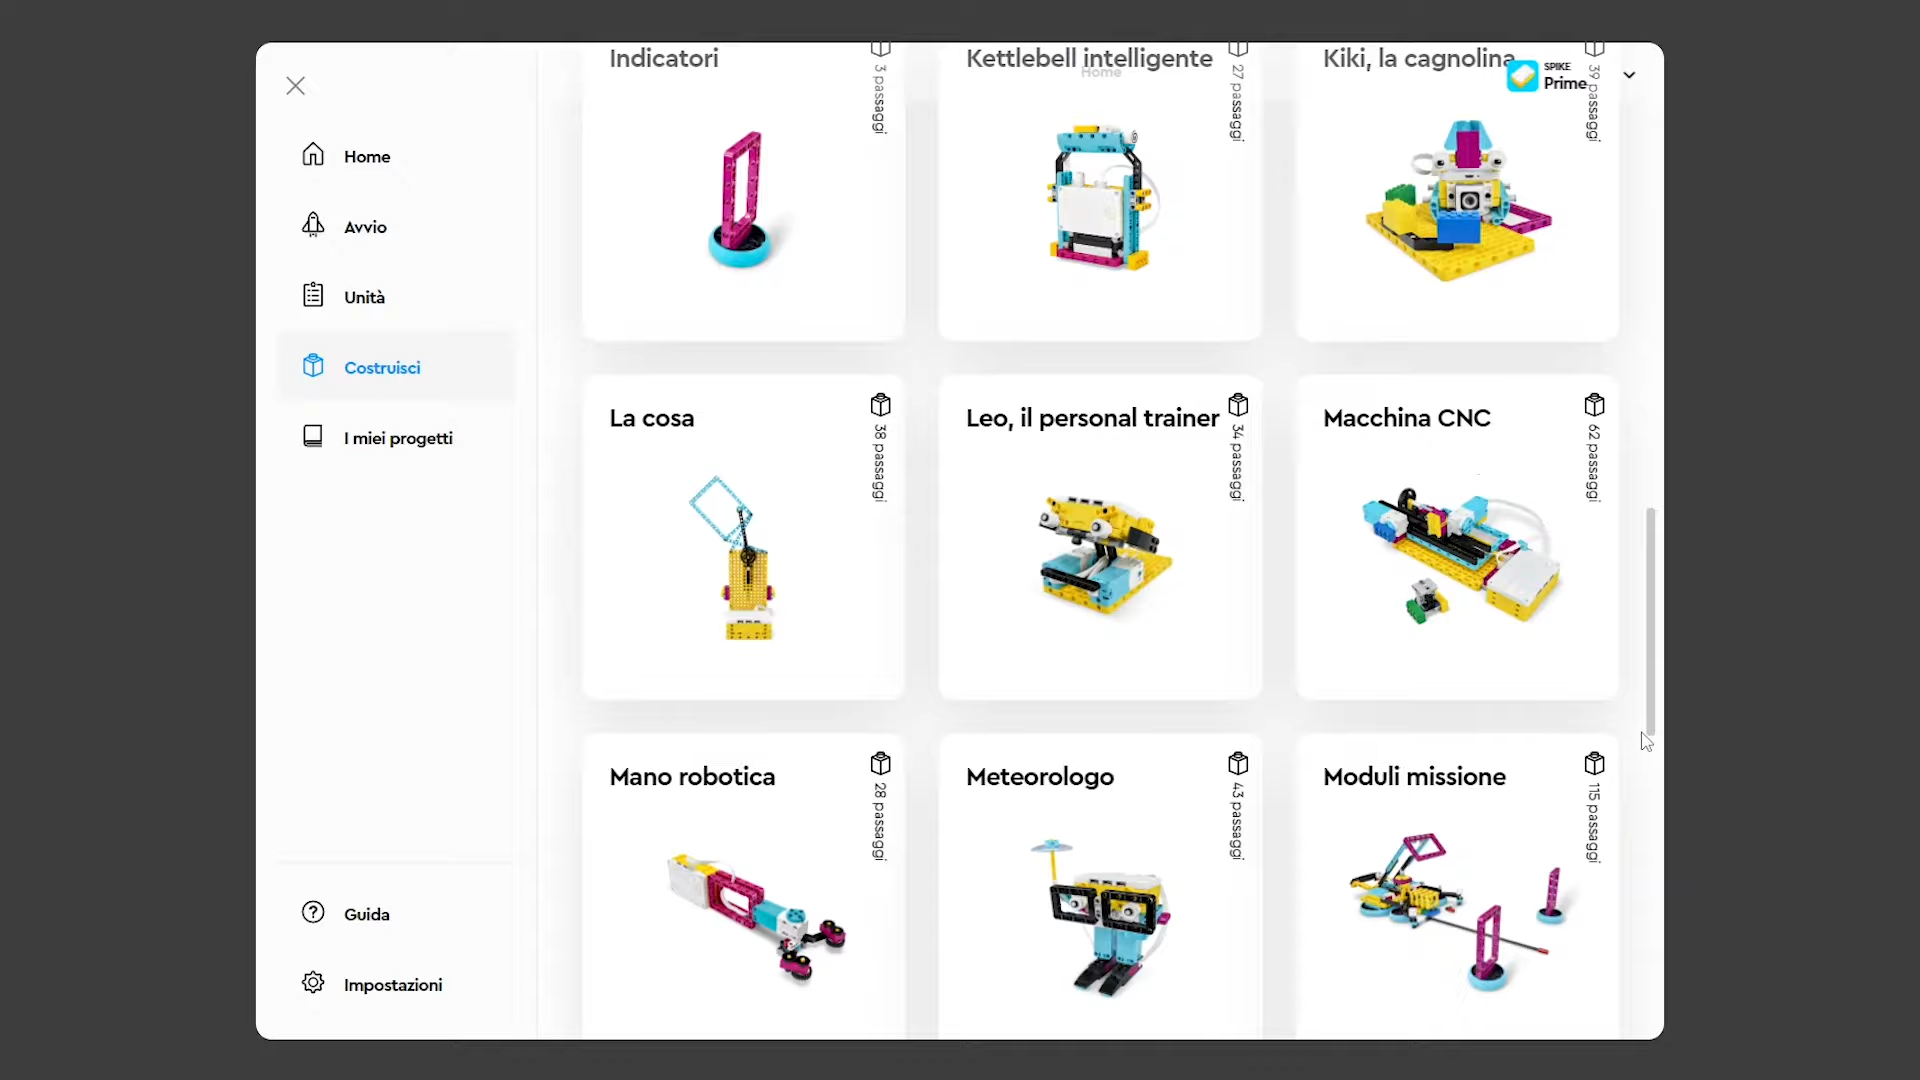 Home
SPIKE
Prime
Home
Avvio
Unità
Costruisci
I miei progetti
Guida
Impostazioni
Indicatori
3 passaggi
Kettlebell intelligente
27 passaggi
Kiki, la cagnolina
39 passaggi
La cosa
38 passaggi
Leo, il personal trainer
34 passaggi
Macchina CNC
62 passaggi
Mano robotica
28 passaggi
Meteorologo
43 passaggi
Moduli missione
115 passaggi